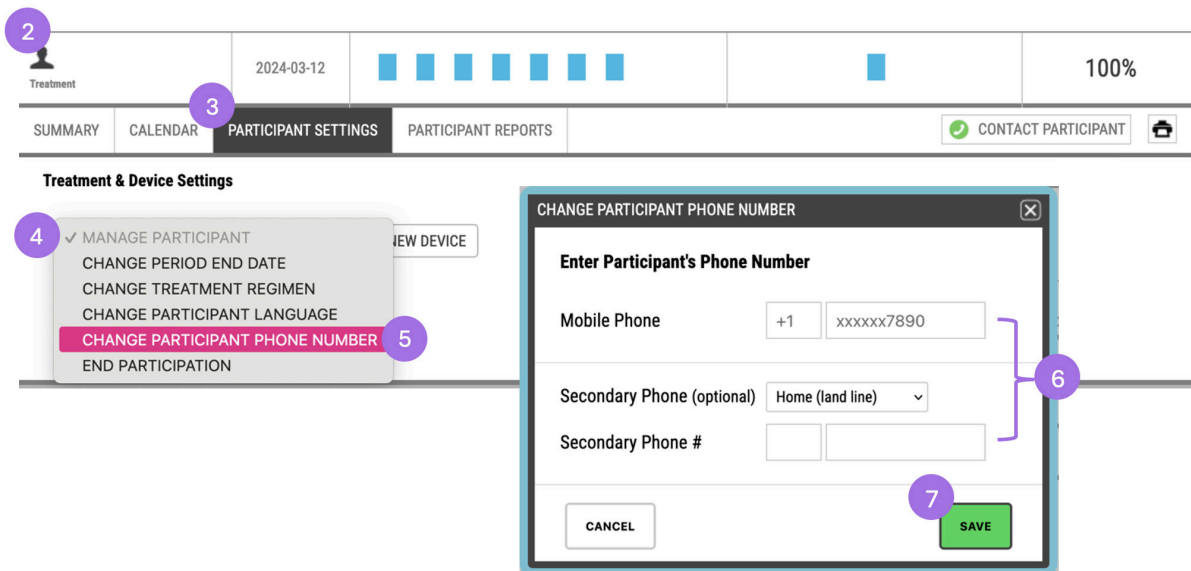 2
Treatment
2024-03-12
100%
3
SUMMARY CALENDAR PARTICIPANT SETTINGS PARTICIPANT REPORTS CONTACT PARTICIPANT
Treatment & Device Settings
4
✓ MANAGE PARTICIPANT
NEW DEVICE
CHANGE PERIOD END DATE
CHANGE TREATMENT REGIMEN
CHANGE PARTICIPANT LANGUAGE
CHANGE PARTICIPANT PHONE NUMBER 5
END PARTICIPATION
CHANGE PARTICIPANT PHONE NUMBER
Enter Participant's Phone Number
Mobile Phone +1 xxxxxx7890
6
Secondary Phone (optional) Home (land line)
Secondary Phone #
7
CANCEL SAVE